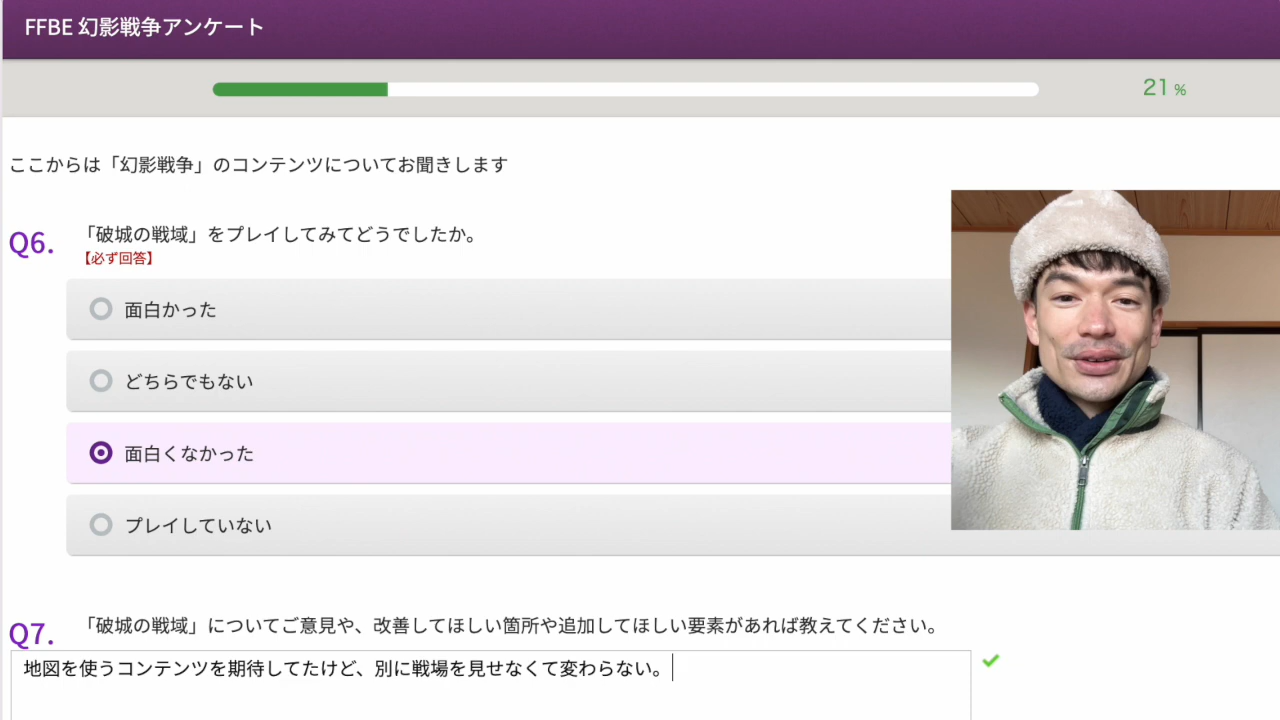 FFBE 幻影戦争アンケート
21 %
ここからは「幻影戦争」のコンテンツについてお聞きします
Q6. 「破城の戦域」をプレイしてみてどうでしたか。
【必ず回答】
面白かった
どちらでもない
面白くなかった
プレイしていない
Q7. 「破城の戦域」についてご意見や、改善してほしい箇所や追加してほしい要素があれば教えてください。
地図を使うコンテンツを期待してたけど、別に戦場を見せなくて変わらない。